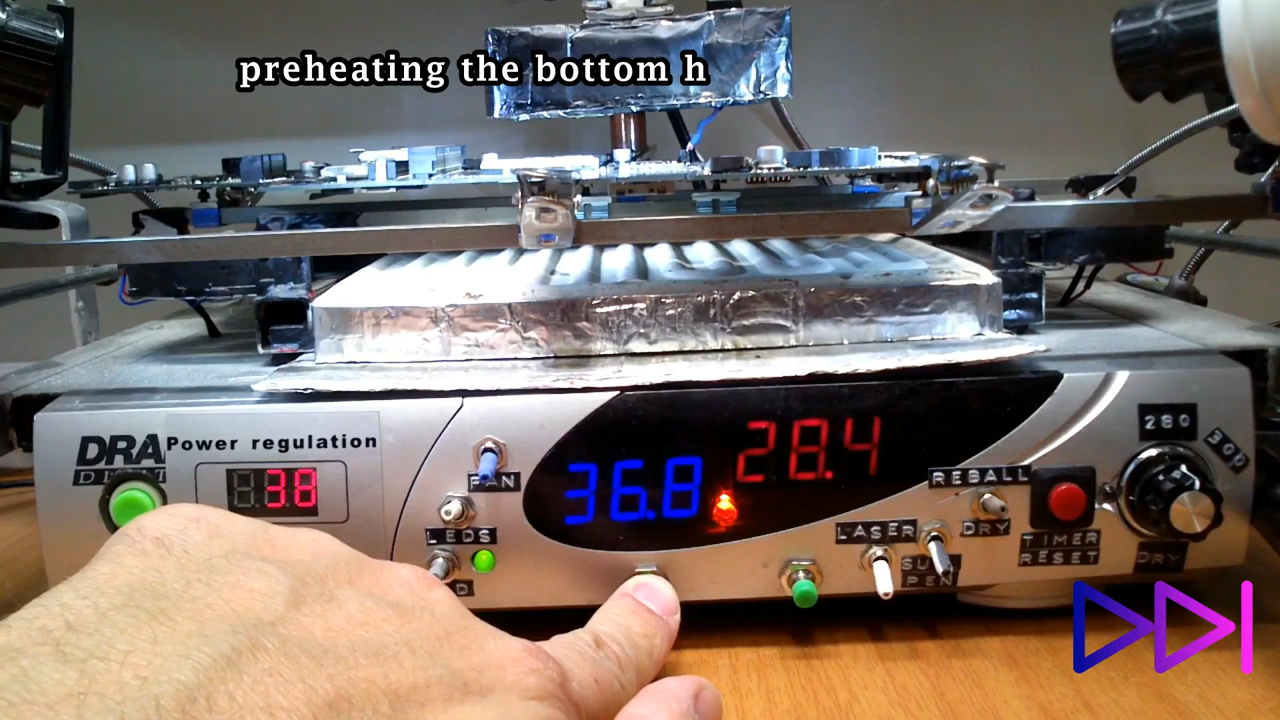 preheating the bottom h
DRA
Power regulation
38
FAN
LEDS
D
36.8
28.4
REBALL
DRY
LASER
PEN
TIMER
RESET
280
300
DRY